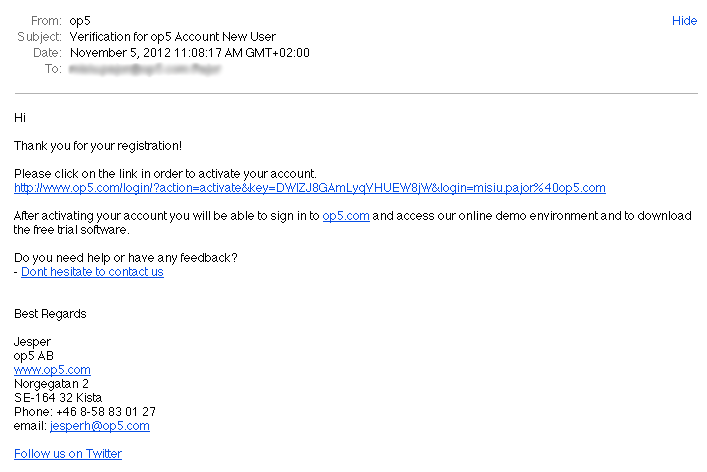 From: op5 Hide
Subject: Verification for op5 Account New User
Date: November 5, 2012 11:08:17 AM GMT+02:00
To:
Hi
Thank you for your registration!
Please click on the link in order to activate your account.
http://www.op5.com/login/?action=activate&key=DWlZJ8GAmLyqVHUEW8jW&login=misiu.pajor%40op5.com
After activating your account you will be able to sign in to op5.com and access our online demo environment and to download
the free trial software.
Do you need help or have any feedback?
- Dont hesitate to contact us
Best Regards
Jesper
op5 AB
www.op5.com
Norgegatan 2
SE-164 32 Kista
Phone: +46 8-58 83 01 27
email: jesperh@op5.com
Follow us on Twitter